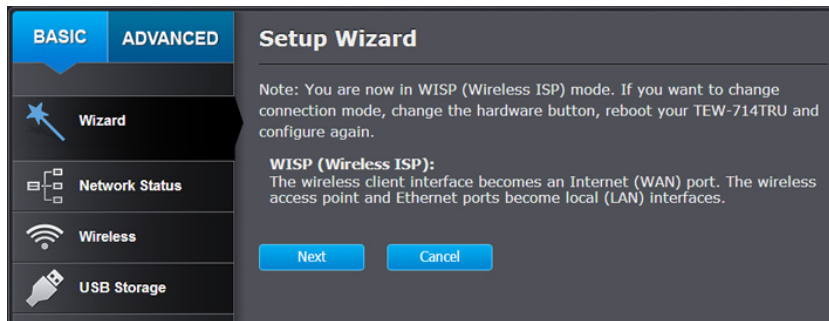 BASIC
ADVANCED
Wizard
Network Status
Wireless
USB Storage
Setup Wizard
Note: You are now in WISP (Wireless ISP) mode. If you want to change
connection mode, change the hardware button, reboot your TEW-714TRU and
configure again.
WISP (Wireless ISP):
The wireless client interface becomes an Internet (WAN) port. The wireless
access point and Ethernet ports become local (LAN) interfaces.
Next
Cancel